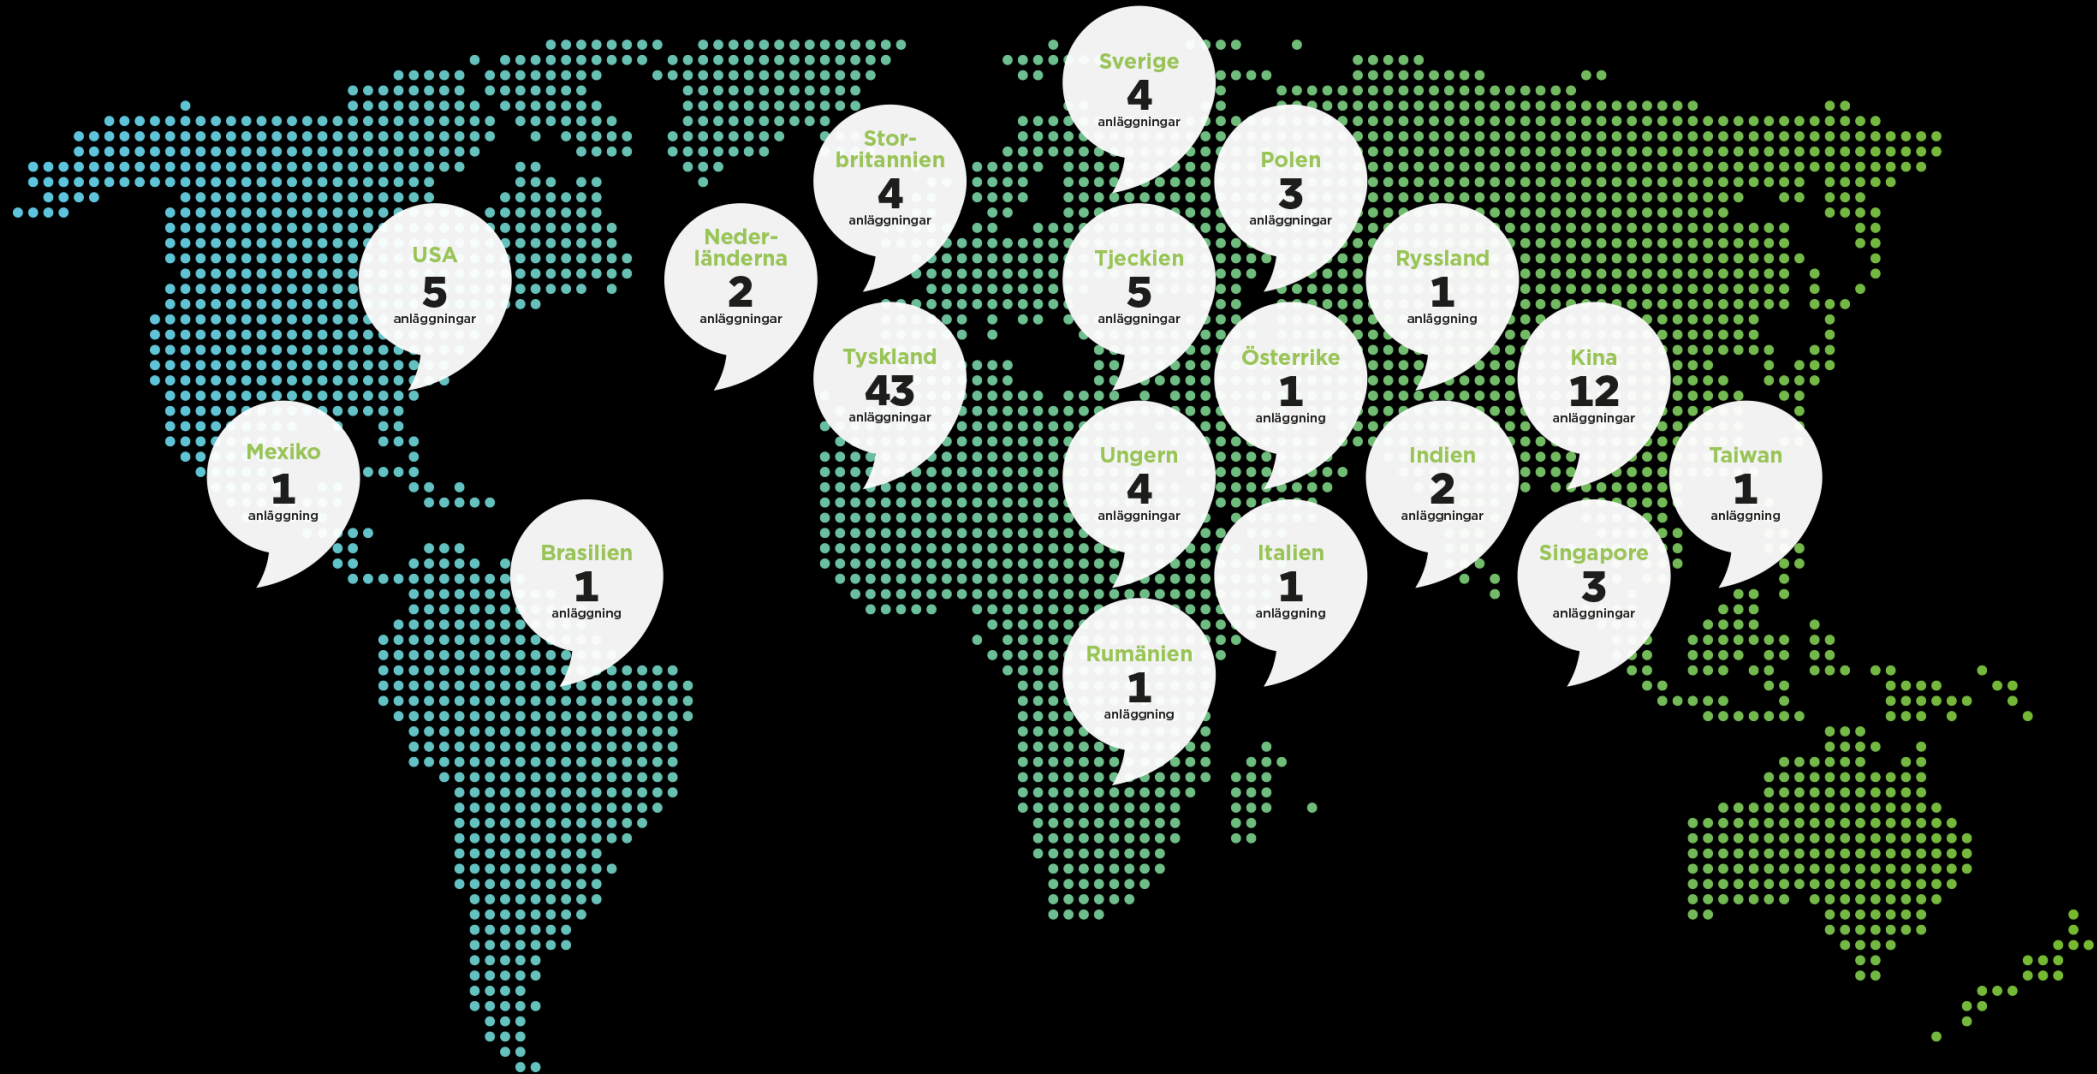 Sverige
4
anläggningar
Stor-
britannien
4
anläggningar
Polen
3
anläggningar
USA
5
anläggningar
Neder-
länderna
2
anläggningar
Tjeckien
5
anläggningar
Ryssland
1
anläggning
Tyskland
43
anläggningar
Österrike
1
anläggning
Kina
12
anläggningar
Mexiko
1
anläggning
Ungern
4
anläggningar
Indien
2
anläggningar
Taiwan
1
anläggning
Brasilien
1
anläggning
Italien
1
anläggning
Singapore
3
anläggningar
Rumänien
1
anläggning